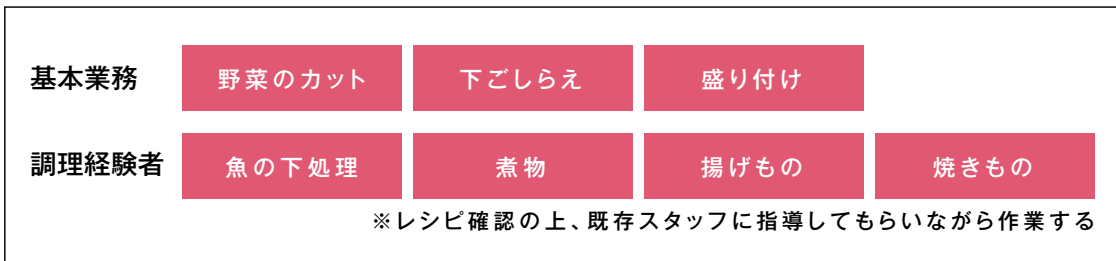 基本業務 野菜のカット 下ごしらえ 盛り付け
調理経験者 魚の下処理 煮物 揚げもの 焼きもの
※レシピ確認の上、既存スタッフに指導してもらいながら作業する